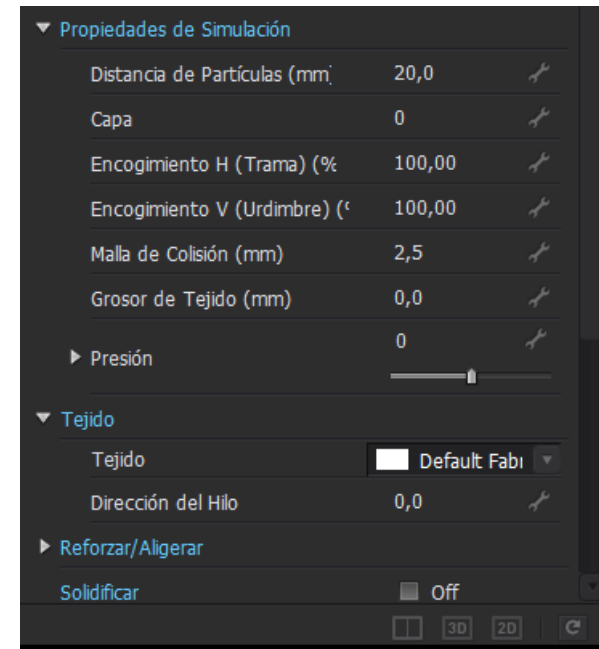 Propiedades de Simulación
Distancia de Partículas (mm)
20,0
Capa
0
Encogimiento H (Trama) (%
100,00
Encogimiento V (Urdimbre) (
100,00
Malla de Colisión (mm)
2,5
Grosor de Tejido (mm)
0,0
Presión
0
Tejido
Tejido
Default Fab
Dirección del Hilo
0,0
Reforzar/Aligerar
Solidificar
Off
3D
2D